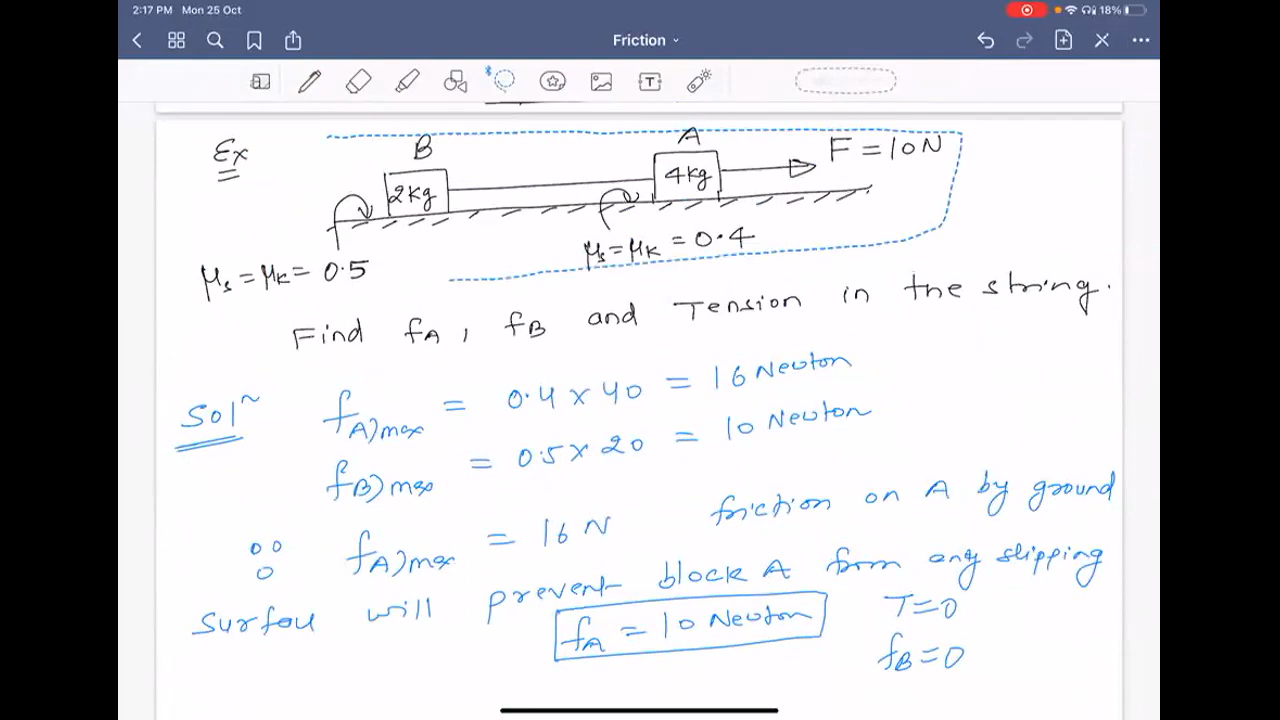 2:17 PM Mon 25 Oct
18%
Friction
T
Ex
B
A
F = 10N
2kg
4kg
μs = μk = 0.4
μs = μk = 0.5
Find fA, fB and Tension in the string.
Sol~ fA)max = 0.4 x 40 = 16 Newton
fB)max = 0.5 x 20 = 10 Newton
fA)max = 16 N friction on A by ground
surface will prevent block A from any slipping
fA = 10 Newton
T=0
fB=0